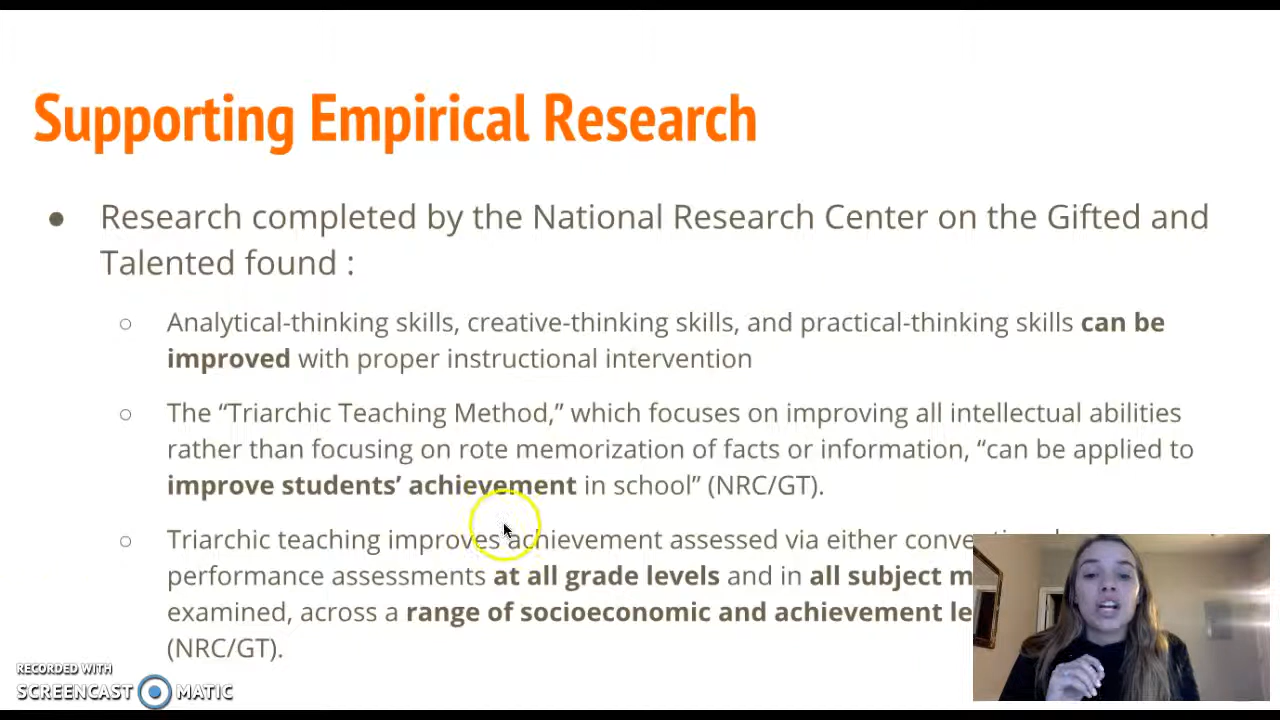 Supporting Empirical Research
● Research completed by the National Research Center on the Gifted and
Talented found :
○ Analytical-thinking skills, creative-thinking skills, and practical-thinking skills can be
improved with proper instructional intervention
○ The “Triarchic Teaching Method,” which focuses on improving all intellectual abilities
rather than focusing on rote memorization of facts or information, “can be applied to
improve students’ achievement in school” (NRC/GT).
○ Triarchic teaching improves achievement assessed via either
performance assessments at all grade levels and in all subject
examined, across a range of socioeconomic and achievement
(NRC/GT).
RECORDED WITH
SCREENCAST MATIC